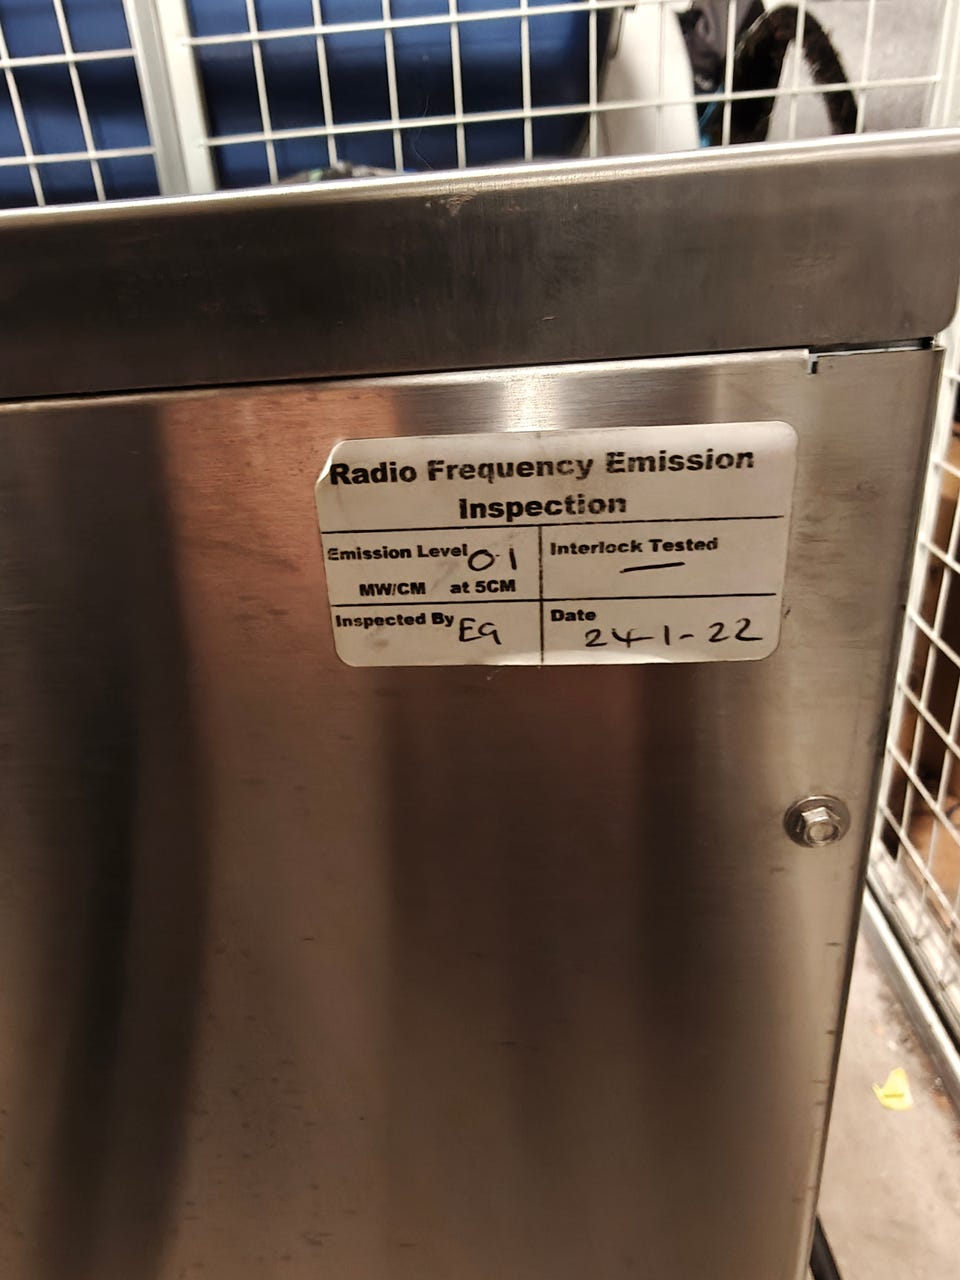 Radio Frequency Emission
Inspection
Emission Level 0.1
MW/CM at 5CM
Interlock Tested
—
Inspected By EG
Date
24-1-22